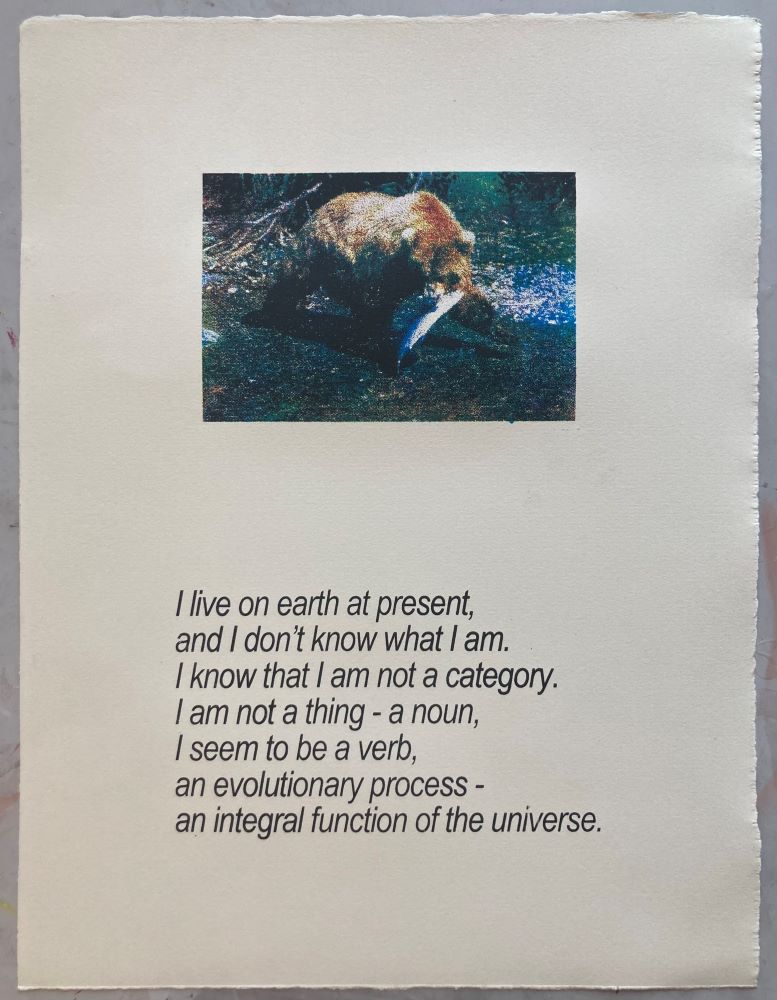 I live on earth at present,
and I don’t know what I am.
I know that I am not a category.
I am not a thing - a noun,
I seem to be a verb,
an evolutionary process -
an integral function of the universe.